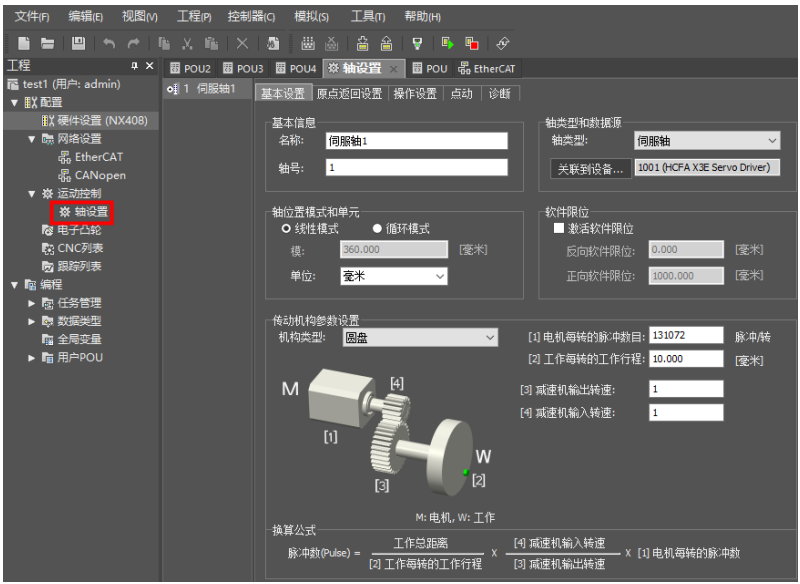 文件(F) 编辑(E) 视图(V) 工程(P) 控制器(C) 模拟(S) 工具(T) 帮助(H)
工程
POU2 POU3 POU4 轴设置 POU EtherCAT
test1 (用户: admin)
配置
硬件设置 (NX408)
网络设置
EtherCAT
CANopen
运动控制
轴设置
电子凸轮
CNC列表
跟踪列表
编程
任务管理
数据类型
全局变量
用户POU
1 伺服轴1
基本设置 原点返回设置 操作设置 点动 诊断
基本信息
名称: 伺服轴1
轴号: 1
轴类型和数据源
轴类型: 伺服轴
关联到设备... 1001 (HCFA X3E Servo Driver)
轴位置模式和单元
线性模式 循环模式
模: 360.000 [毫米]
单位: 毫米
软件限位
激活软件限位
反向软件限位: 0.000 [毫米]
正向软件限位: 1000.000 [毫米]
传动机构参数设置
机构类型: 圆盘
[1] 电机每转的脉冲数目: 131072 脉冲/转
[2] 工作每转的工作行程: 10.000 [毫米]
[3] 减速机输出转速: 1
[4] 减速机输入转速: 1
M
[4]
[1]
W
[2]
[3]
M: 电机, W: 工作
换算公式
脉冲数(Pulse) = 工作总距离 / [2] 工作每转的工作行程 X [4] 减速机输入转速 / [3] 减速机输出转速 X [1] 电机每转的脉冲数